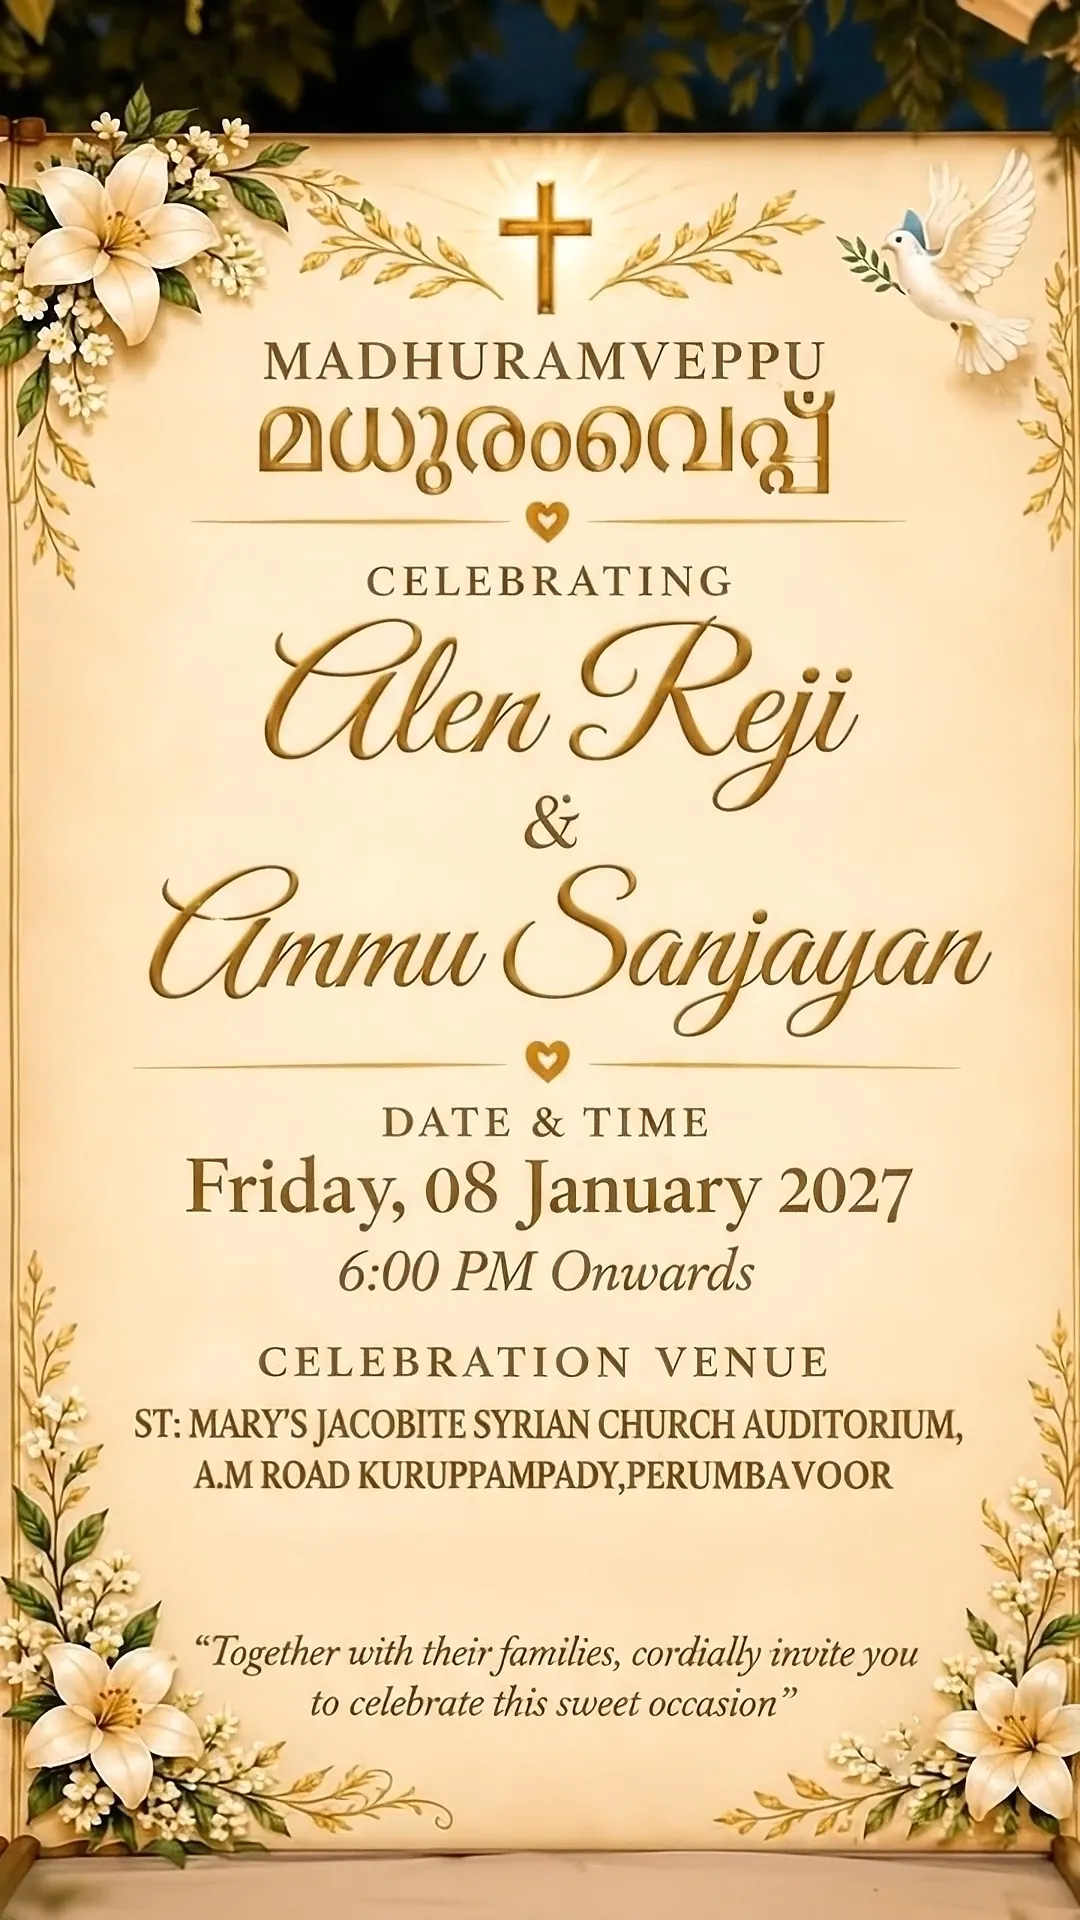 MADHURAMVEPPU
മധുരംവെപ്പ്
CELEBRATING
Alen Reji
&
Ammu Sanjayan
DATE & TIME
Friday, 08 January 2027
6:00 PM Onwards
CELEBRATION VENUE
ST: MARY'S JACOBITE SYRIAN CHURCH AUDITORIUM,
A.M ROAD KURUPPAMPADY,PERUMBAVOOR
“Together with their families, cordially invite you
to celebrate this sweet occasion”